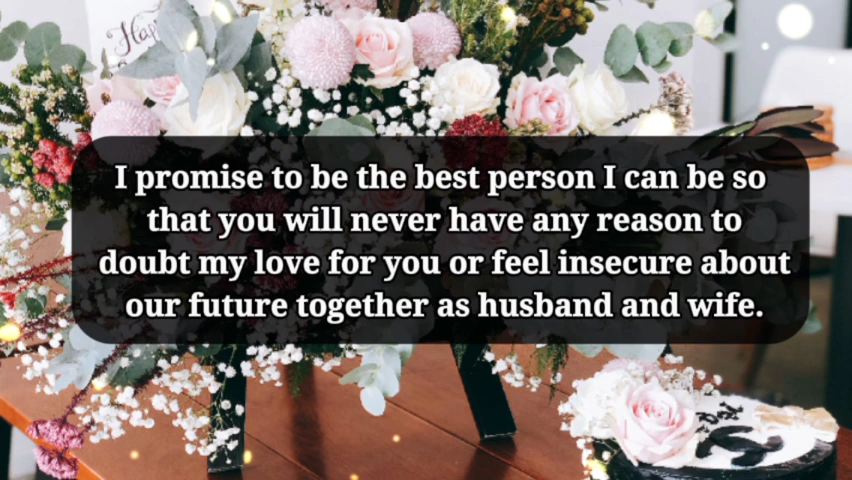 Hap
I promise to be the best person I can be so
that you will never have any reason to
doubt my love for you or feel insecure about
our future together as husband and wife.